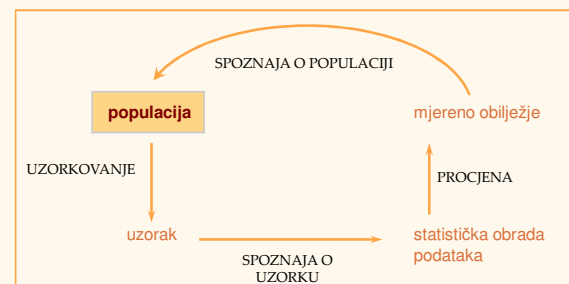 SPOZNAJA O POPULACIJI
populacija
mjereno obilježje
UZORKOVANJE
PROCJENA
uzorak
statistička obrada
podataka
SPOZNAJA O
UZORKU